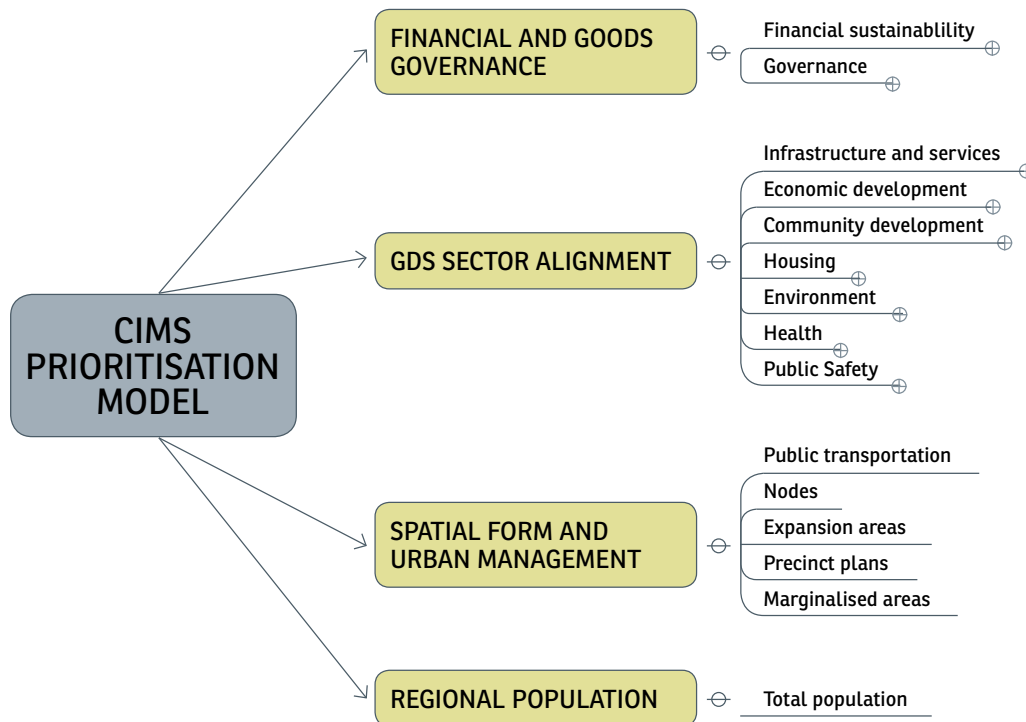 FINANCIAL AND GOODS
GOVERNANCE
Financial sustainablility
Governance
GDS SECTOR ALIGNMENT
Infrastructure and services
Economic development
Community development
Housing
Environment
Health
Public Safety
CIMS
PRIORITISATION
MODEL
SPATIAL FORM AND
URBAN MANAGEMENT
Public transportation
Nodes
Expansion areas
Precinct plans
Marginalised areas
REGIONAL POPULATION
Total population